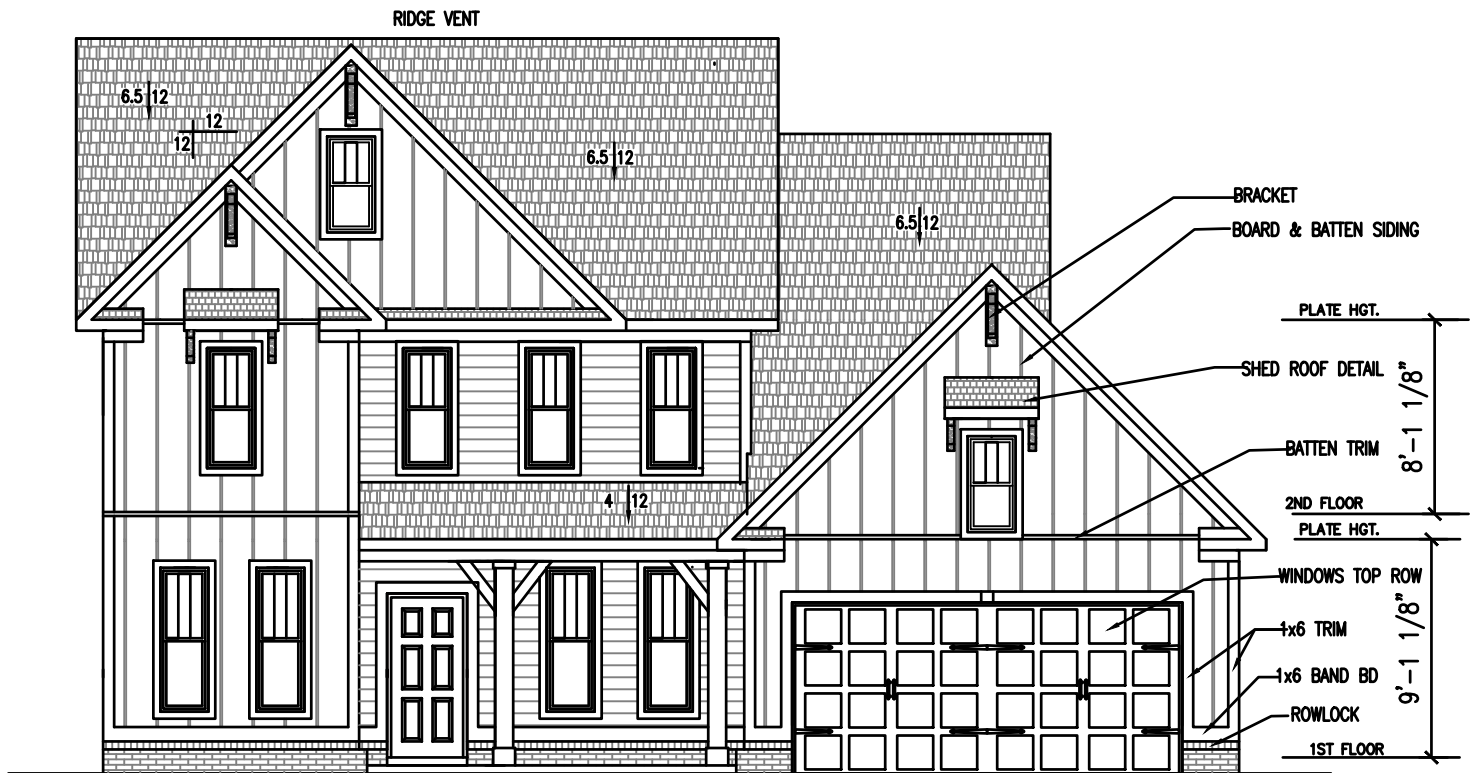 RIDGE VENT
6.5 12
12
12
6.5 12
6.5 12
BRACKET
BOARD & BATTEN SIDING
PLATE HGT.
SHED ROOF DETAIL
8'-1 1/8"
BATTEN TRIM
4 12
2ND FLOOR
PLATE HGT.
WINDOWS TOP ROW
9'-1 1/8"
1x6 TRIM
1x6 BAND BD
ROWLOCK
1ST FLOOR